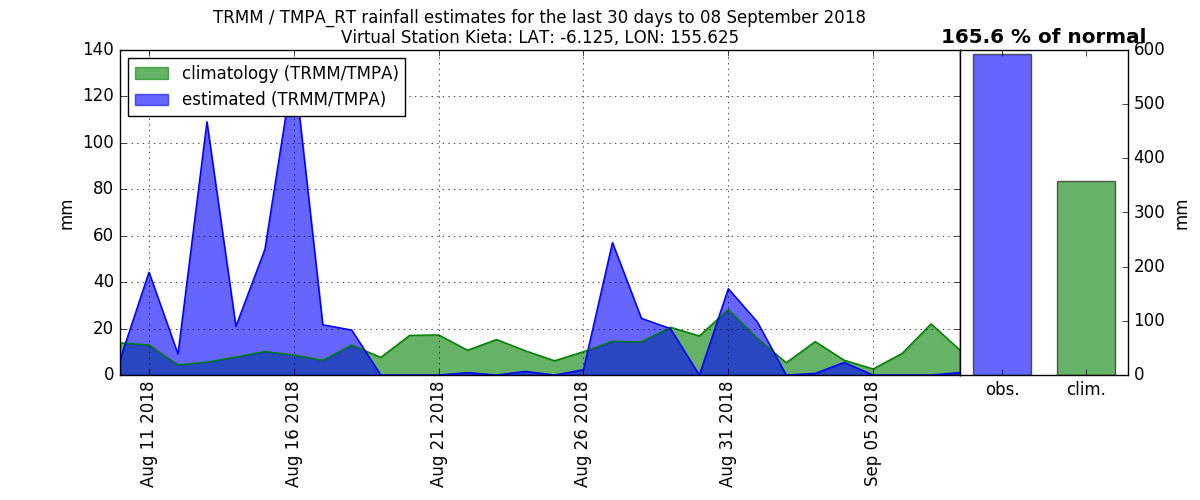 TRMM / TMPA_RT rainfall estimates for the last 30 days to 08 September 2018
Virtual Station Kieta: LAT: -6.125, LON: 155.625
165.6 % of normal
climatology (TRMM/TMPA)
estimated (TRMM/TMPA)
mm
140
120
100
80
60
40
20
0
Aug 11 2018
Aug 16 2018
Aug 21 2018
Aug 26 2018
Aug 31 2018
Sep 05 2018
obs.
clim.
600
500
400
300
200
100
0
mm